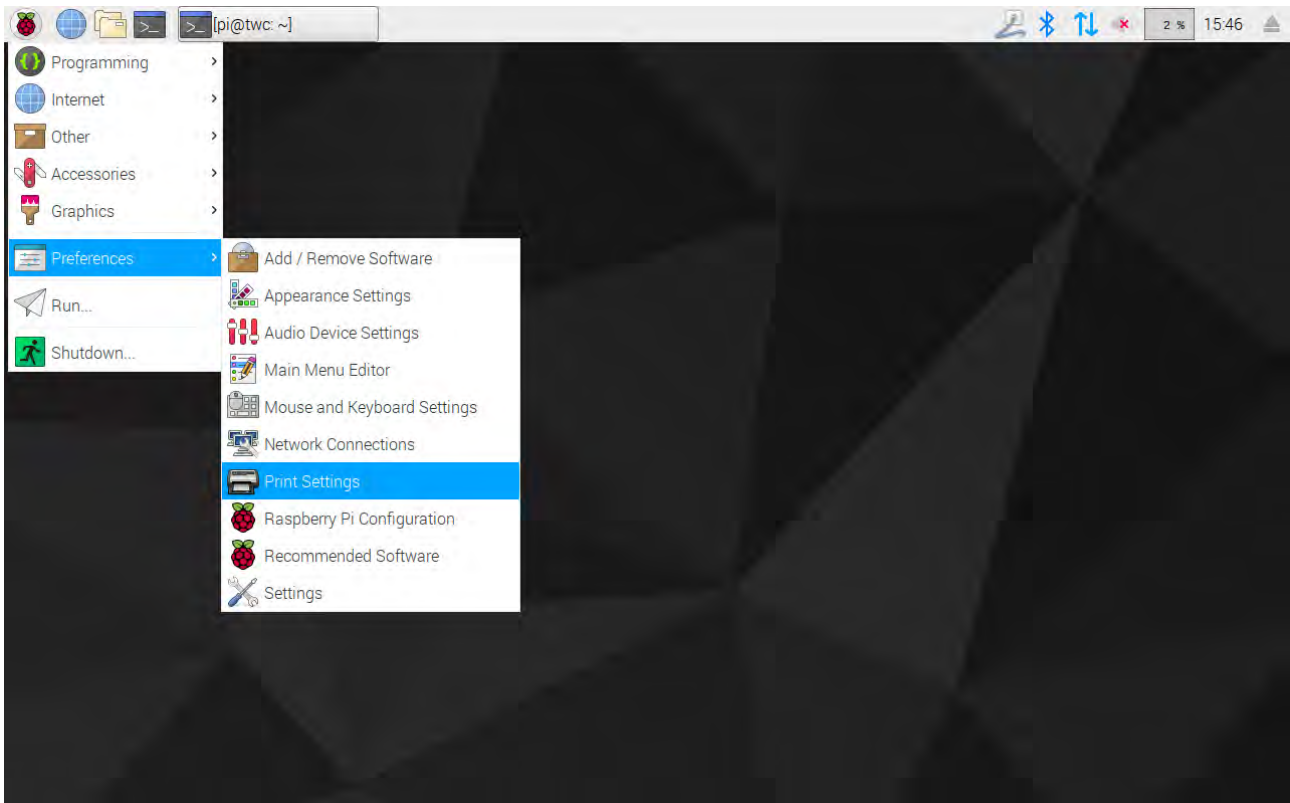 [pi@twc: ~]
2 % 15:46
Programming
Internet
Other
Accessories
Graphics
Preferences
Run...
Shutdown...
Add / Remove Software
Appearance Settings
Audio Device Settings
Main Menu Editor
Mouse and Keyboard Settings
Network Connections
Print Settings
Raspberry Pi Configuration
Recommended Software
Settings